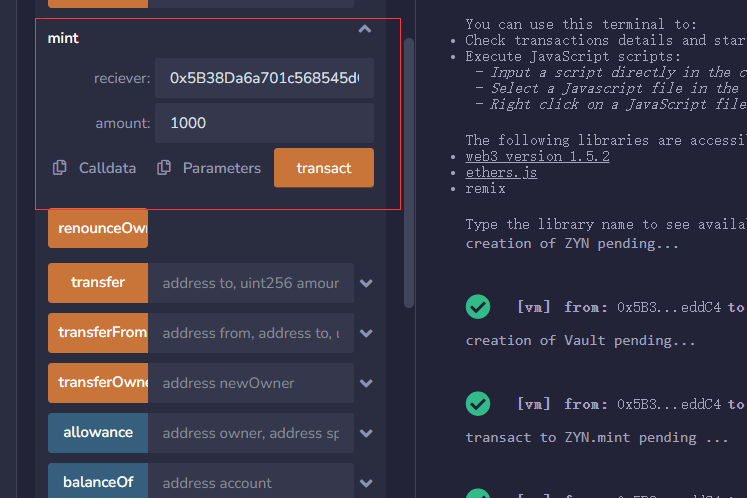 mint
reciever: 0x5B38Da6a701c568545d
amount: 1000
Calldata Parameters transact
renounceOw
transfer address to, uint256 amour
transferFrom address from, address to, u
transferOwne address newOwner
allowance address owner, address sp
balanceOf address account
You can use this terminal to:
• Check transactions details and star
• Execute JavaScript scripts:
- Input a script directly in the c
- Select a Javascript file in the
- Right click on a JavaScript file
The following libraries are accessib
• web3 version 1.5.2
• ethers.js
• remix
Type the library name to see availa
creation of ZYN pending...
[vm] from: 0x5B3...eddC4 to
creation of Vault pending...
[vm] from: 0x5B3...eddC4 to
transact to ZYN.mint pending ...